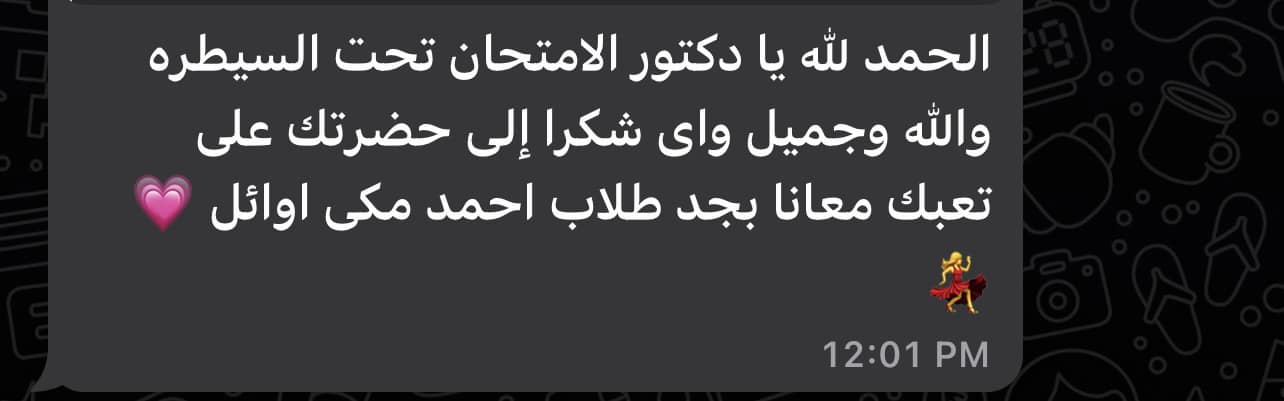 الحمد لله يا دكتور الامتحان تحت السيطره
والله وجميل واى شكرا إلى حضرتك على
تعبك معانا بجد طلاب احمد مكى اوائل 💗
💃
12:01 PM